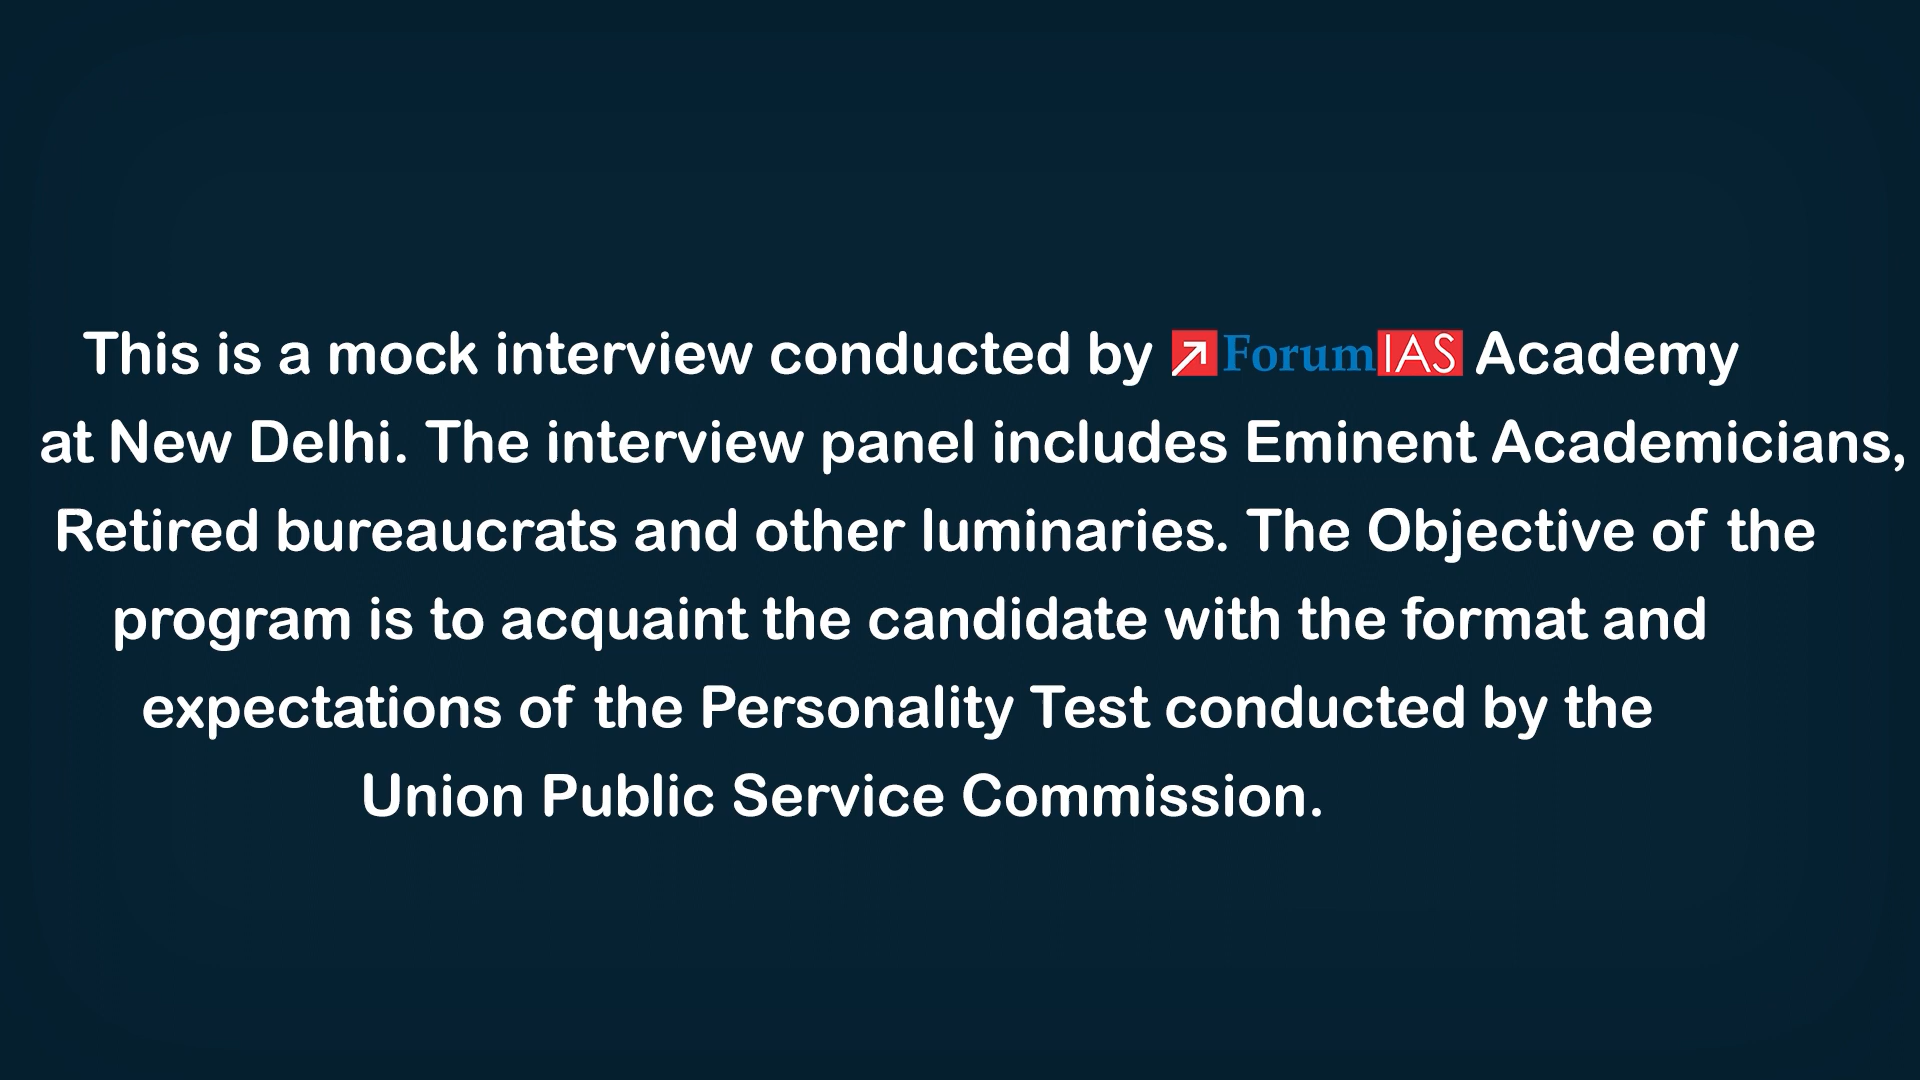 This is a mock interview conducted by ForumIAS Academy
at New Delhi. The interview panel includes Eminent Academicians,
Retired bureaucrats and other luminaries. The Objective of the
program is to acquaint the candidate with the format and
expectations of the Personality Test conducted by the
Union Public Service Commission.